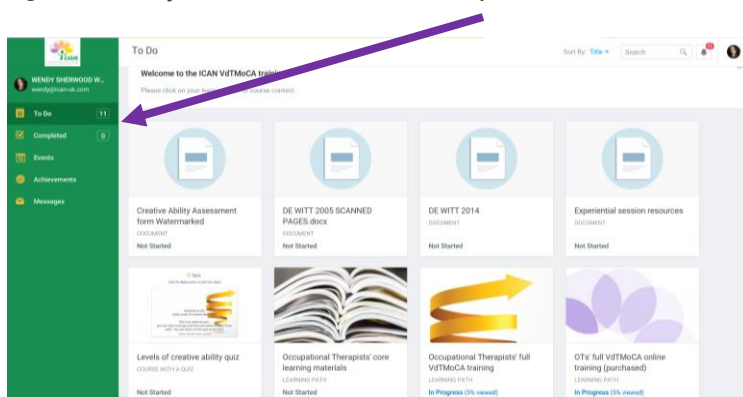 ican
To Do
Sort By: Title
Search
WENDY SHERWOOD W...
wendy@ican-uk.com
Welcome to the ICAN VdTMoCA
Please click on your
course content
To Do 11
Completed 0
Events
Achievements
Messages
Creative Ability Assessment
form Watermarked
DOCUMENT
Not Started
DE WITT 2005 SCANNED
PAGES.docx
DOCUMENT
Not Started
DE WITT 2014
DOCUMENT
Not Started
Experiential session resources
DOCUMENT
Not Started
Levels of creative ability quiz
COURSE WITH A QUIZ
Not Started
Occupational Therapists' core
learning materials
LEARNING PATH
Not Started
Occupational Therapists' full
VdTMoCA training
LEARNING PATH
In Progress (5% viewed)
OTs' full VdTMoCA online
training (purchased)
LEARNING PATH
In Progress (5% viewed)